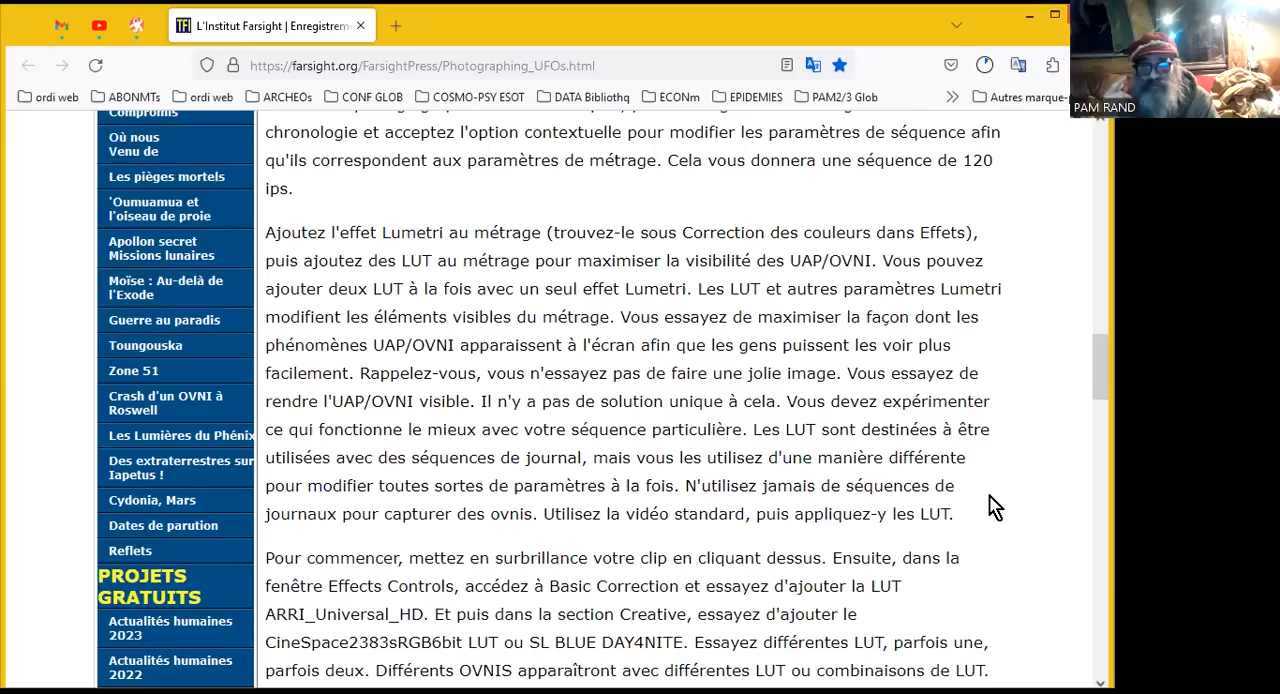 L'Institut Farsight | Enregistreme
https://farsight.org/FarsightPress/Photographing_UFOs.html
ordi web
ABONMTs
ordi web
ARCHEOs
CONF GLOB
COSMO-PSY ESOT
DATA Bibliothq
ECONm
EPIDEMIES
PAM2/3 Glob
Autres marque-
PAM RAND
Compromis
Où nous
Venu de
Les pièges mortels
'Oumuamua et
l'oiseau de proie
Apollon secret
Missions lunaires
Moïse : Au-delà de
l'Exode
Guerre au paradis
Toungouska
Zone 51
Crash d'un OVNI à
Roswell
Les Lumières du Phénix
Des extraterrestres sur
Iapetus !
Cydonia, Mars
Dates de parution
Reflets
PROJETS
GRATUITS
Actualités humaines
2023
Actualités humaines
2022
chronologie et acceptez l'option contextuelle pour modifier les paramètres de séquence afin
qu'ils correspondent aux paramètres de métrage. Cela vous donnera une séquence de 120
ips.
Ajoutez l'effet Lumetri au métrage (trouvez-le sous Correction des couleurs dans Effets),
puis ajoutez des LUT au métrage pour maximiser la visibilité des UAP/OVNI. Vous pouvez
ajouter deux LUT à la fois avec un seul effet Lumetri. Les LUT et autres paramètres Lumetri
modifient les éléments visibles du métrage. Vous essayez de maximiser la façon dont les
phénomènes UAP/OVNI apparaissent à l'écran afin que les gens puissent les voir plus
facilement. Rappelez-vous, vous n'essayez pas de faire une jolie image. Vous essayez de
rendre l'UAP/OVNI visible. Il n'y a pas de solution unique à cela. Vous devez expérimenter
ce qui fonctionne le mieux avec votre séquence particulière. Les LUT sont destinées à être
utilisées avec des séquences de journal, mais vous les utilisez d'une manière différente
pour modifier toutes sortes de paramètres à la fois. N'utilisez jamais de séquences de
journaux pour capturer des ovnis. Utilisez la vidéo standard, puis appliquez-y les LUT.
Pour commencer, mettez en surbrillance votre clip en cliquant dessus. Ensuite, dans la
fenêtre Effects Controls, accédez à Basic Correction et essayez d'ajouter la LUT
ARRI_Universal_HD. Et puis dans la section Creative, essayez d'ajouter le
CineSpace2383sRGB6bit LUT ou SL BLUE DAY4NITE. Essayez différentes LUT, parfois une,
parfois deux. Différents OVNIS apparaîtront avec différentes LUT ou combinaisons de LUT.